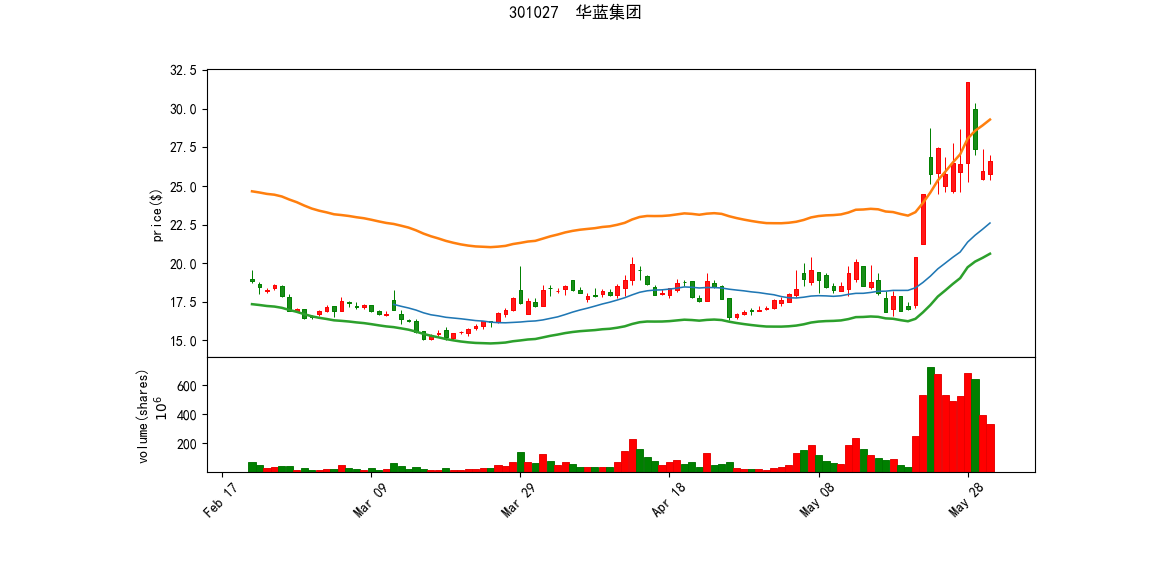 301027 华蓝集团
price($)
32.5
30.0
27.5
25.0
22.5
20.0
17.5
15.0
volume(shares)
10^6
600
400
200
Feb 17
Mar 09
Mar 29
Apr 18
May 08
May 28